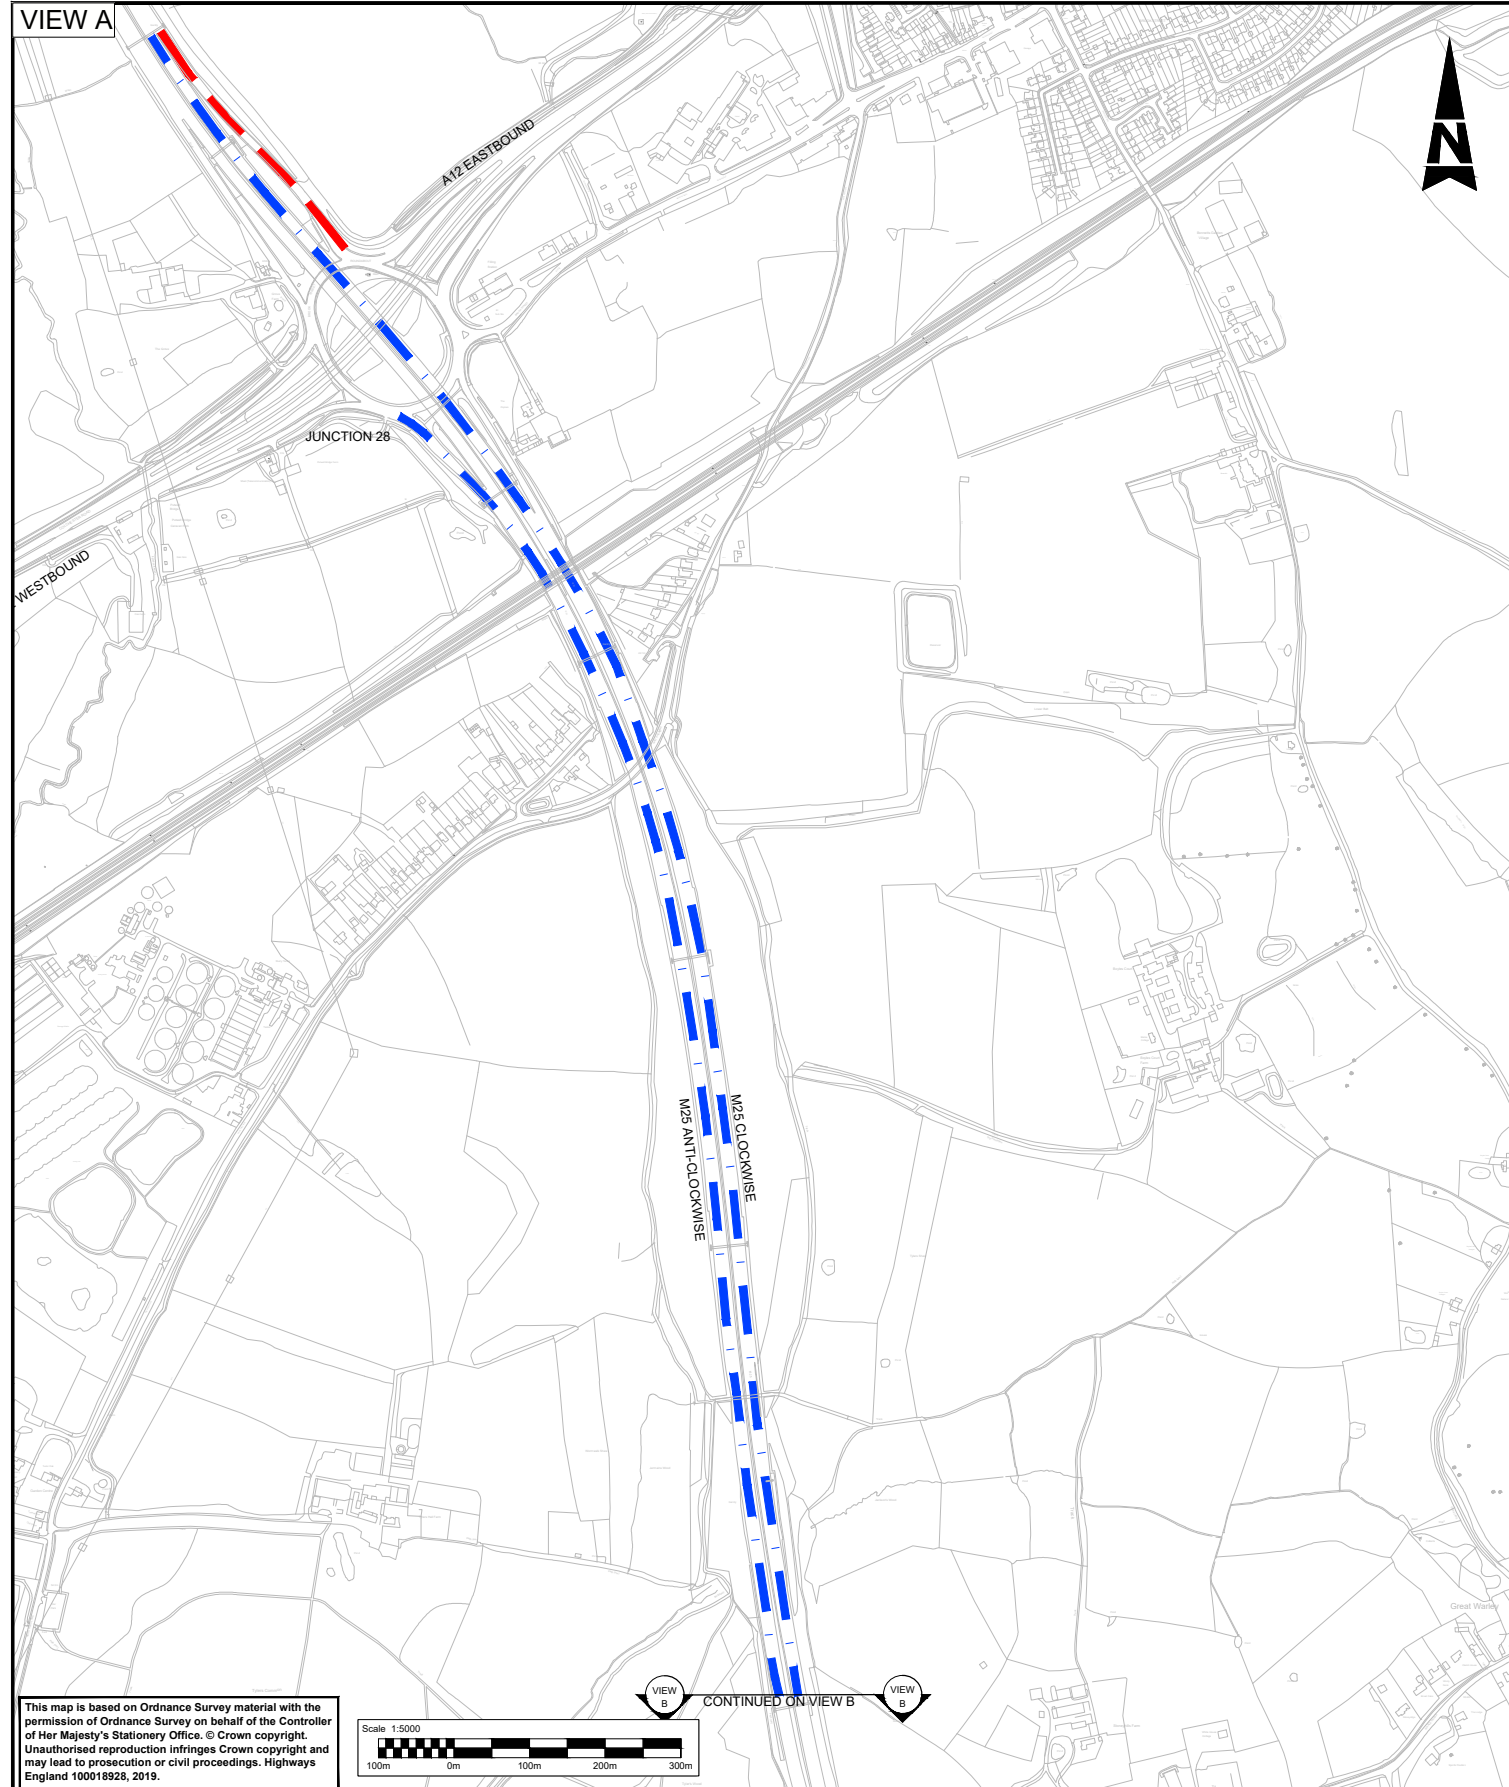 VIEW A
A12 EASTBOUND
N
JUNCTION 28
WESTBOUND
M25 ANTI-CLOCKWISE
M25 CLOCKWISE
Great Warley
VIEW
B
CONTINUED ON VIEW B
VIEW
B
This map is based on Ordnance Survey material with the
permission of Ordnance Survey on behalf of the Controller
of Her Majesty's Stationery Office. © Crown copyright.
Unauthorised reproduction infringes Crown copyright and
may lead to prosecution or civil proceedings. Highways
England 100018928, 2019.
Scale 1:5000
100m 0m 100m 200m 300m